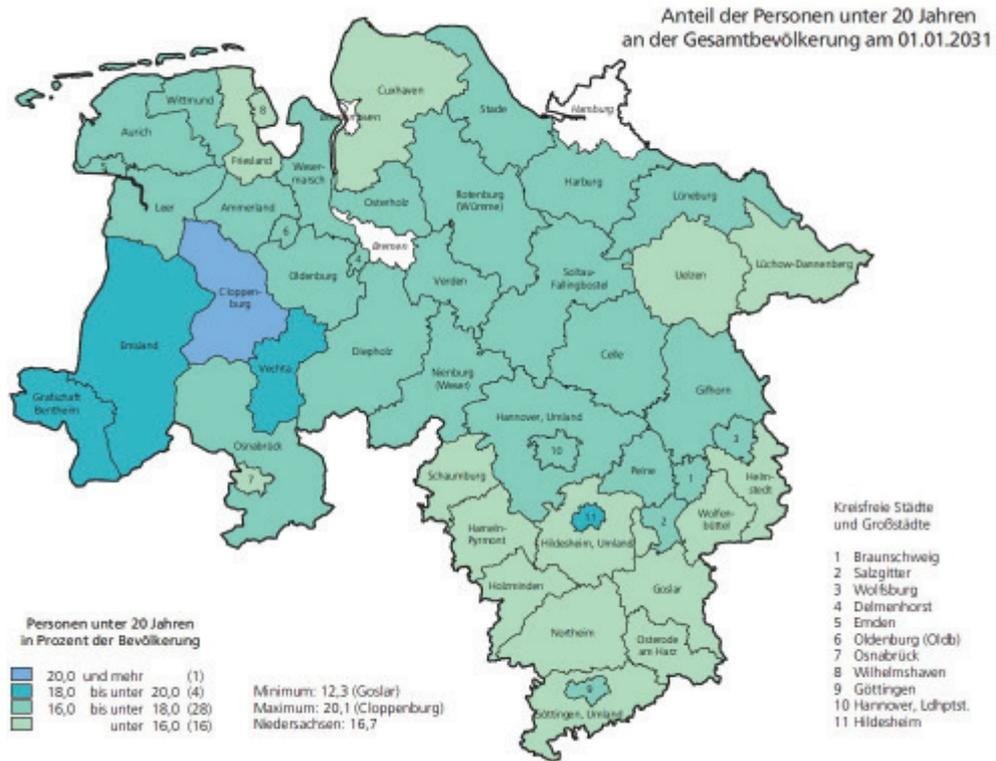 Anteil der Personen unter 20 Jahren
an der Gesamtbevölkerung am 01.01.2031
Cuxhaven
Stade
Hamburg
Wittmund
8
Aurich
Friesland
Weser-
marsch
5
Leer
Ammerland
Osterholz
Rotenburg
(Wümme)
Harburg
Lüneburg
6
Bremen
4
Oldenburg
Verden
Soltau-
Fallingbostel
Uelzen
Lüchow-Dannenberg
Cloppen-
burg
Emsland
Vechta
Diepholz
Nienburg
(Weser)
Celle
Gifhorn
Grafschaft
Bentheim
Osnabrück
7
Hannover, Umland
10
Peine
3
1
Helm-
stedt
Schaumburg
11
2
Wolfen-
büttel
Hameln-
Pyrmont
Hildesheim, Umland
Holzminden
Goslar
Northeim
Osterode
am Harz
9
Göttingen, Umland
Kreisfreie Städte
und Großstädte
1 Braunschweig
2 Salzgitter
3 Wolfsburg
4 Delmenhorst
5 Emden
6 Oldenburg (Oldb)
7 Osnabrück
8 Wilhelmshaven
9 Göttingen
10 Hannover, Ldhptst.
11 Hildesheim
Personen unter 20 Jahren
in Prozent der Bevölkerung
20,0 und mehr (1)
18,0 bis unter 20,0 (4)
16,0 bis unter 18,0 (28)
unter 16,0 (16)
Minimum: 12,3 (Goslar)
Maximum: 20,1 (Cloppenburg)
Niedersachsen: 16,7